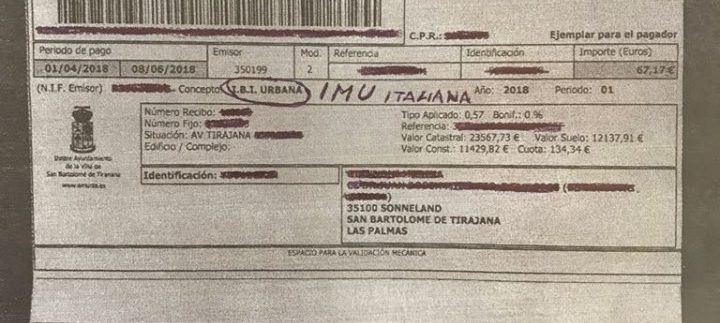 C.P.R.: Ejemplar para el pagador
Periodo de pago Emisor Mod. Referencia Identificación Importe (Euros)
01/04/2018 08/06/2018 350199 2 67,17 €
(N.I.F. Emisor) Concepto I.B.I. URBANA IMU ITALIANA Año: 2018 Periodo: 01
Número Recibo:
Número Fijo:
Situación: AV TIRAJANA
Edificio / Complejo:
Tipo Aplicado: 0,57 Bonif.: 0 %
Referencia:
Valor Catastral: 23567,73 € Valor Suelo: 12137,91 €
Valor Const.: 11429,82 € Cuota: 134,34 €
Ayuntamiento
de la Villa de
San Bartolomé de Tirajana
Identificación:
35100 SONNELAND
SAN BARTOLOME DE TIRAJANA
LAS PALMAS
ESPACIO PARA LA VALIDACIÓN MECÁNICA